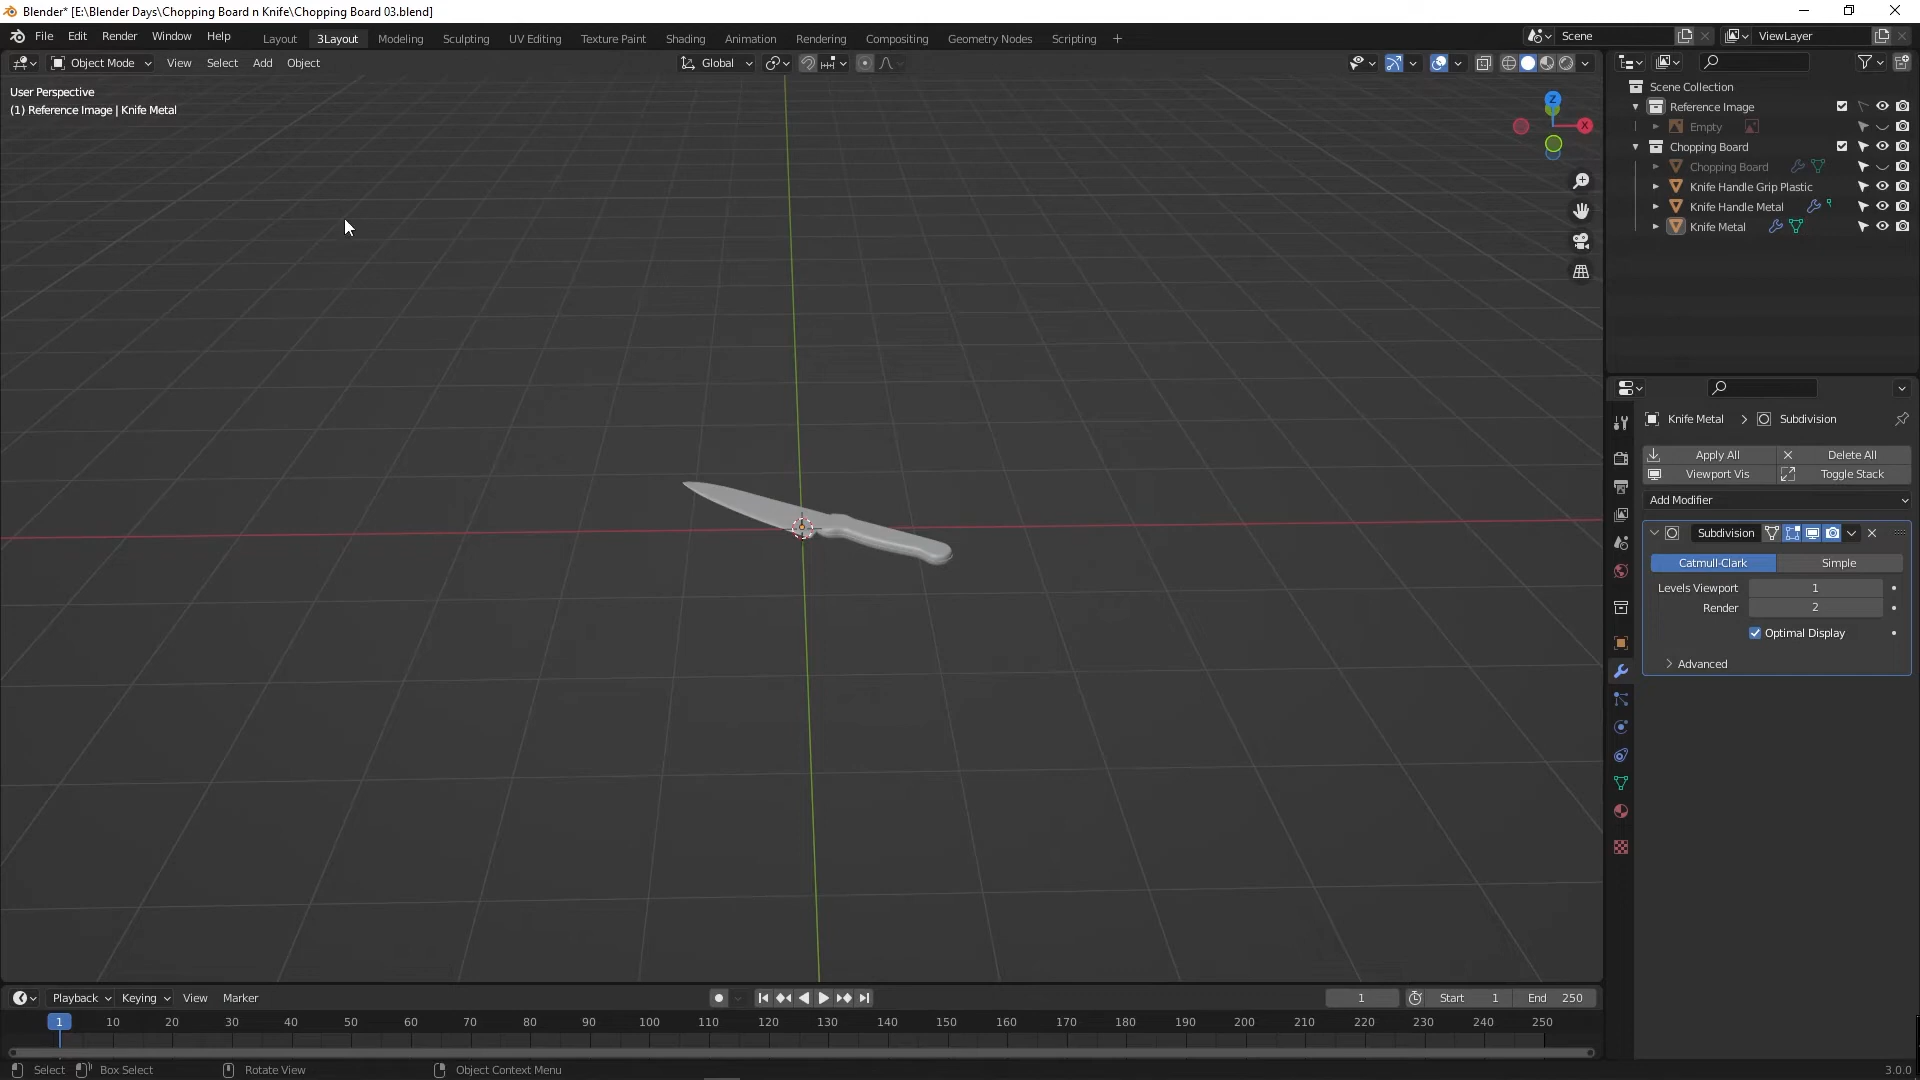 Blender* [E:\Blender Days\Chopping Board n Knife\Chopping Board 03.blend]
File Edit Render Window Help Layout 3Layout Modeling Sculpting UV Editing Texture Paint Shading Animation Rendering Compositing Geometry Nodes Scripting + Scene ViewLayer
Object Mode View Select Add Object Global
User Perspective
(1) Reference Image | Knife Metal
Z
X
Scene Collection
Reference Image
Empty
Chopping Board
Chopping Board
Knife Handle Grip Plastic
Knife Handle Metal
Knife Metal
Knife Metal > Subdivision
Apply All Delete All
Viewport Vis Toggle Stack
Add Modifier
Subdivision
Catmull-Clark Simple
Levels Viewport 1
Render 2
Optimal Display
Advanced
Playback Keying View Marker 1 Start 1 End 250
1 10 20 30 40 50 60 70 80 90 100 110 120 130 140 150 160 170 180 190 200 210 220 230 240 250
Select Box Select Rotate View Object Context Menu 3.0.0